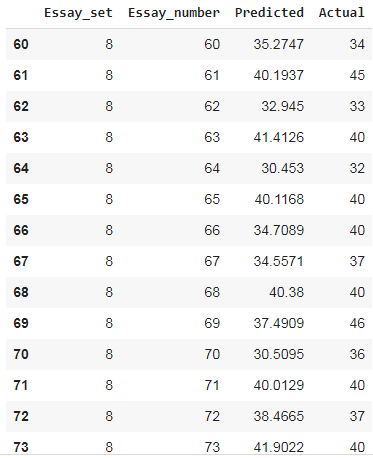 Essay_set Essay_number Predicted Actual
60 8 60 35.2747 34
61 8 61 40.1937 45
62 8 62 32.945 33
63 8 63 41.4126 40
64 8 64 30.453 32
65 8 65 40.1168 40
66 8 66 34.7089 40
67 8 67 34.5571 37
68 8 68 40.38 40
69 8 69 37.4909 46
70 8 70 30.5095 36
71 8 71 40.0129 40
72 8 72 38.4665 37
73 8 73 41.9022 40